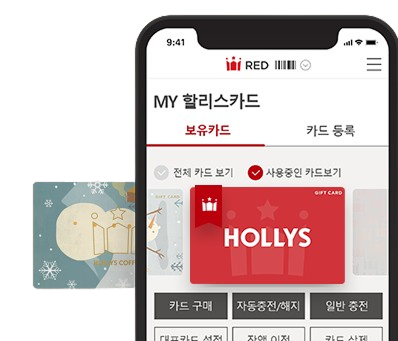 9:41
RED
MY 할리스카드
보유카드 카드 등록
전체 카드 보기 사용중인 카드보기
GIFT CARD GIFT CARD
HOLLYS
카드 구매 자동충전/해지 일반 충전
대표카드 설정 잔액 이전 카드 삭제